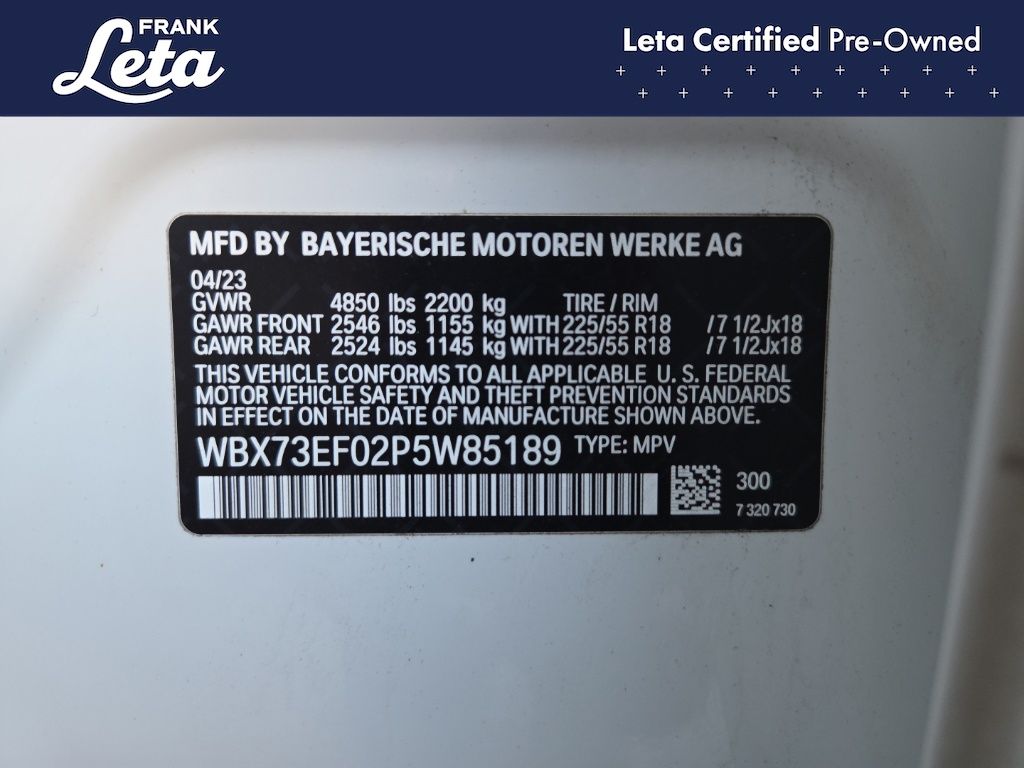 FRANK
Leta
Leta Certified Pre-Owned
MFD BY BAYERISCHE MOTOREN WERKE AG
04/23
GVWR 4850 lbs 2200 kg TIRE / RIM
GAWR FRONT 2546 lbs 1155 kg WITH 225/55 R18 /7 1/2Jx18
GAWR REAR 2524 lbs 1145 kg WITH 225/55 R18 /7 1/2Jx18
THIS VEHICLE CONFORMS TO ALL APPLICABLE U. S. FEDERAL
MOTOR VEHICLE SAFETY AND THEFT PREVENTION STANDARDS
IN EFFECT ON THE DATE OF MANUFACTURE SHOWN ABOVE.
WBX73EF02P5W85189 TYPE: MPV
300
7 320 730